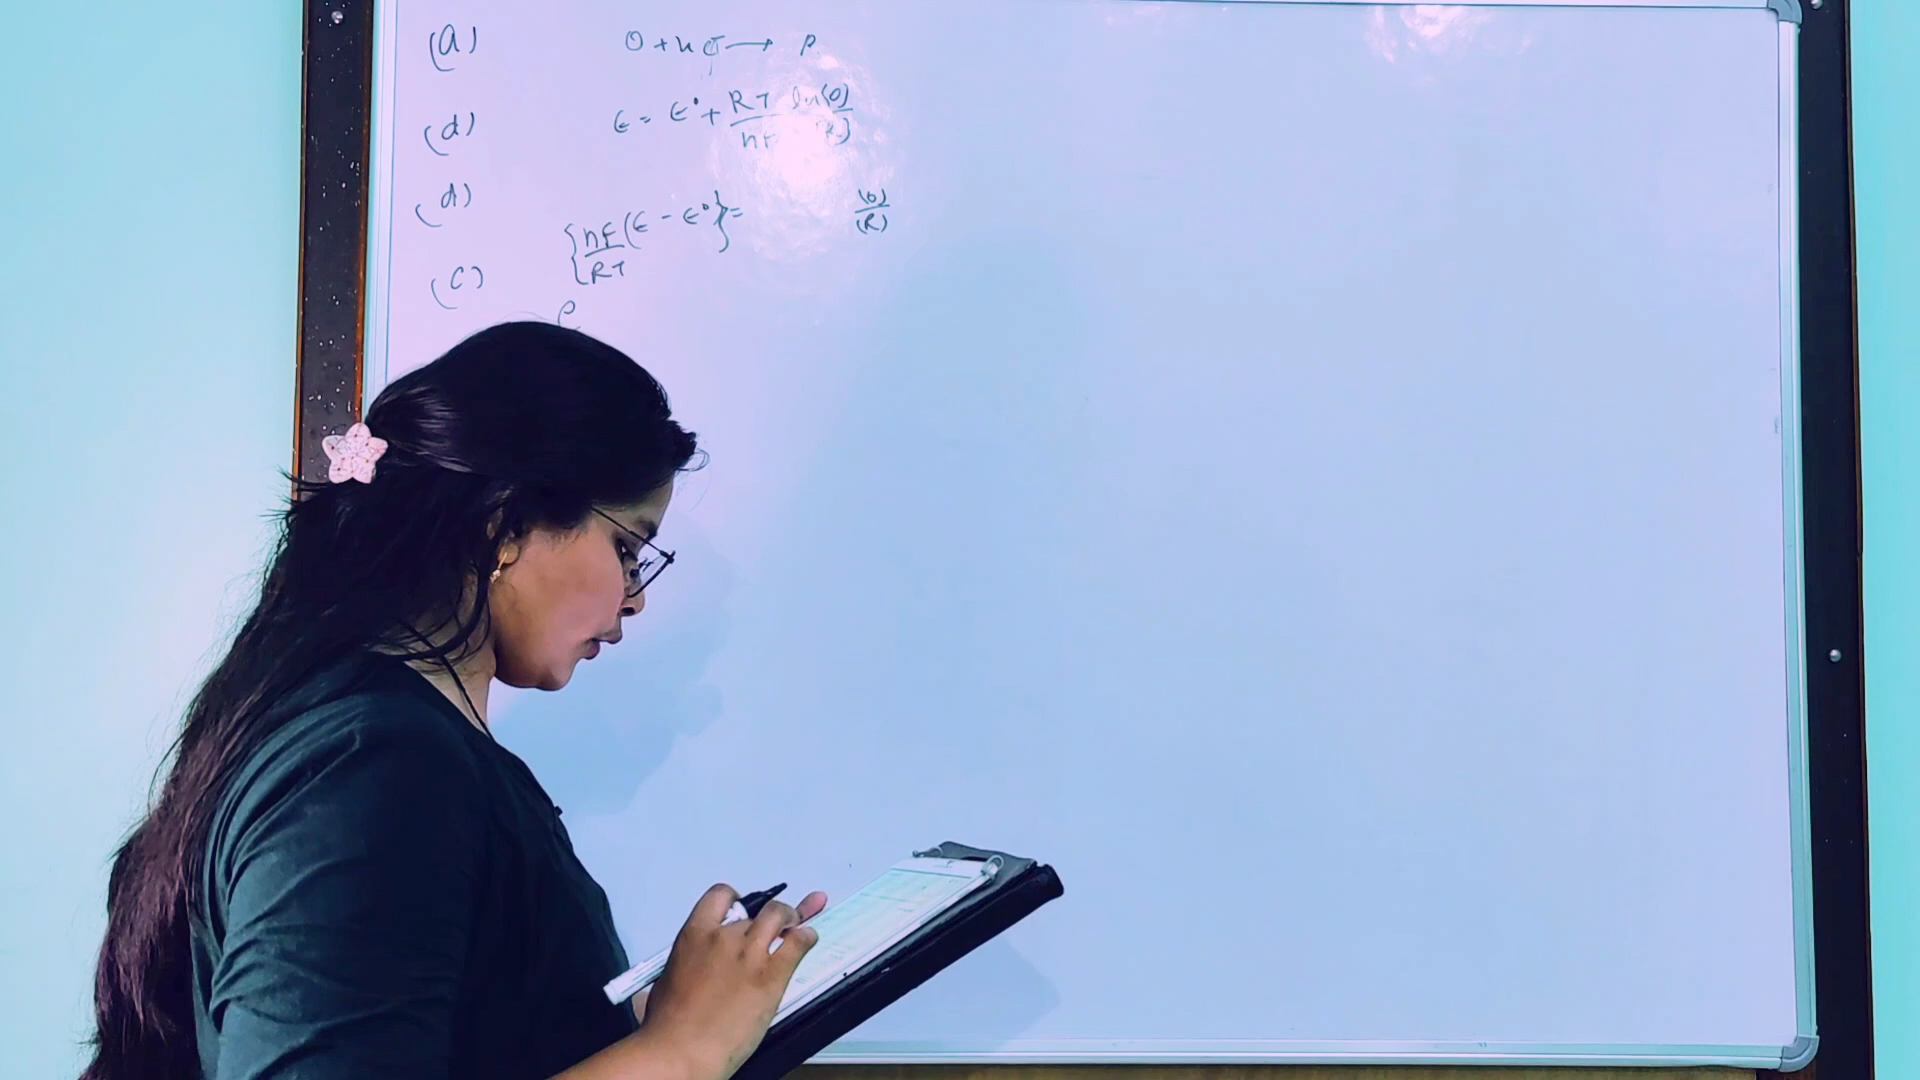 (a) O + ne⁻ → P
(d) E = E° + RT/nF ln (O)/(R)
(d) {nF/RT (E - E°)} = (O)/(R)
(c) e